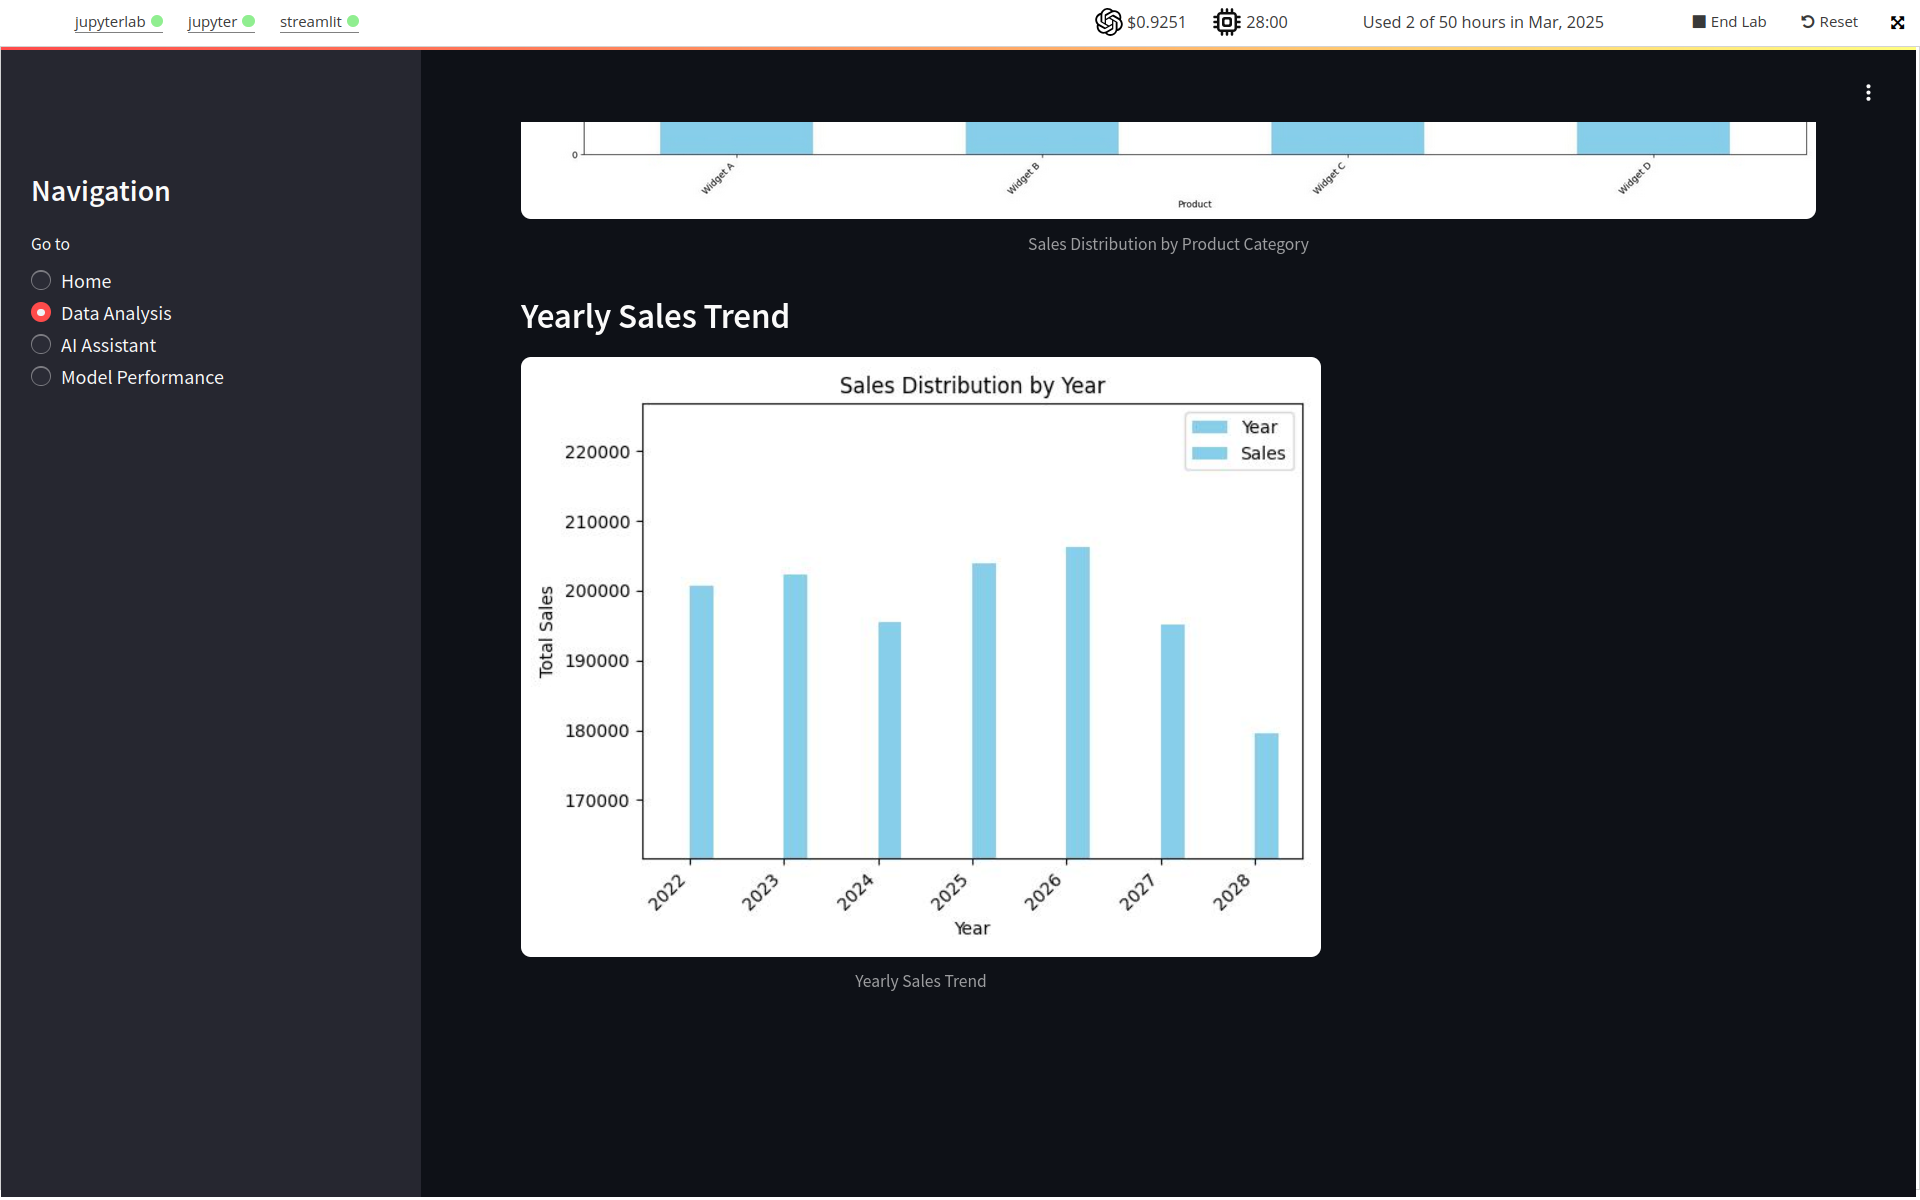 jupyterlab jupyter streamlit $0.9251 28:00 Used 2 of 50 hours in Mar, 2025 End Lab Reset
Navigation
Go to
Home
Data Analysis
AI Assistant
Model Performance
0
Widget A Widget B Widget C Widget D
Product
Sales Distribution by Product Category
Yearly Sales Trend
Sales Distribution by Year
Year
Sales
220000
210000
200000
190000
180000
170000
Total Sales
2022 2023 2024 2025 2026 2027 2028
Year
Yearly Sales Trend